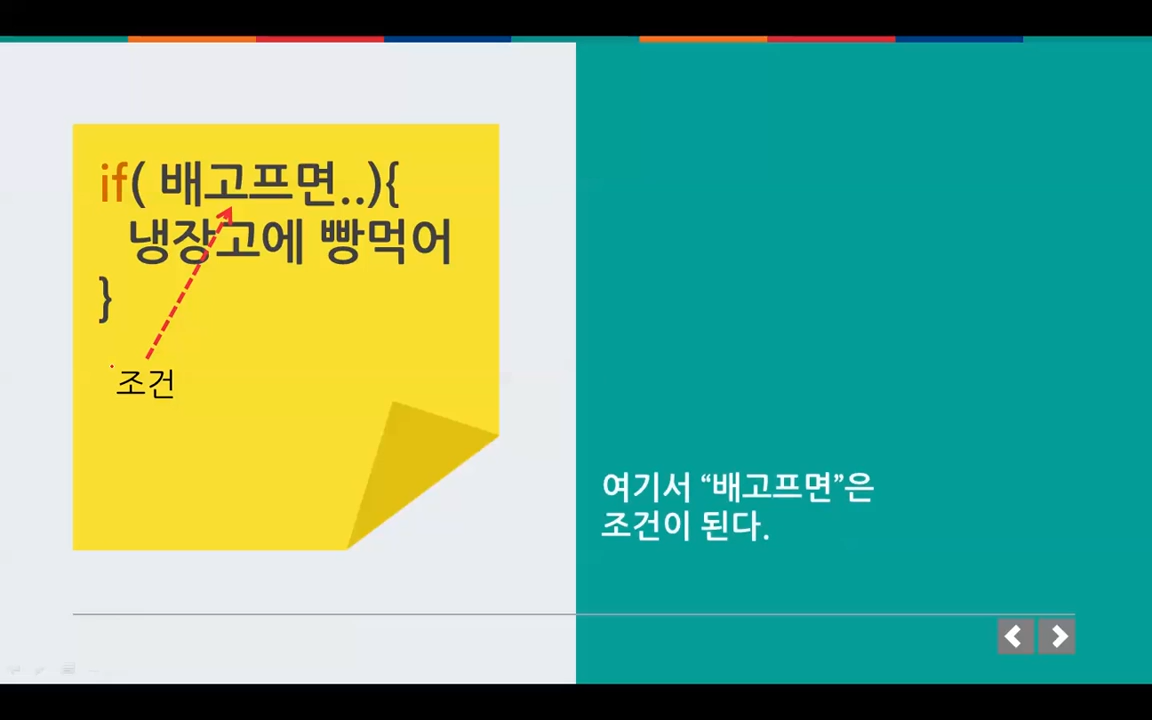 if( 배고프면..){
냉장고에 빵먹어
}
조건
여기서 “배고프면”은
조건이 된다.